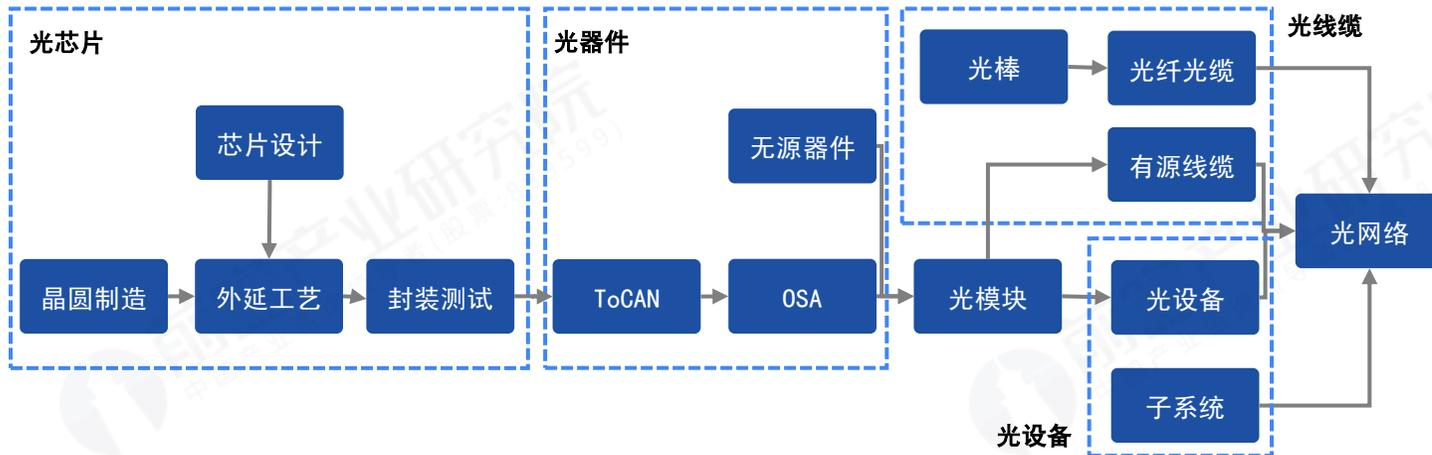 光芯片
芯片设计
晶圆制造
外延工艺
封装测试
光器件
无源器件
ToCAN
OSA
光模块
光线缆
光棒
光纤光缆
有源线缆
光设备
光设备
子系统
光网络